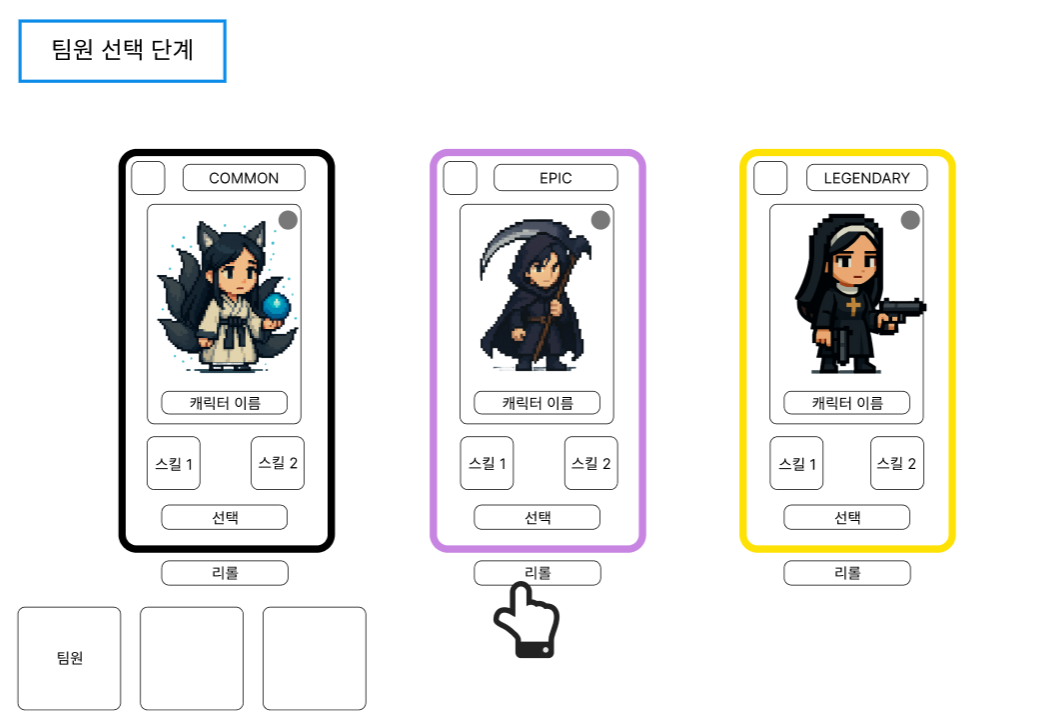 팀원 선택 단계
COMMON
EPIC
LEGENDARY
캐릭터 이름
캐릭터 이름
캐릭터 이름
스킬 1
스킬 2
스킬 1
스킬 2
스킬 1
스킬 2
선택
선택
선택
리롤
리롤
리롤
팀원